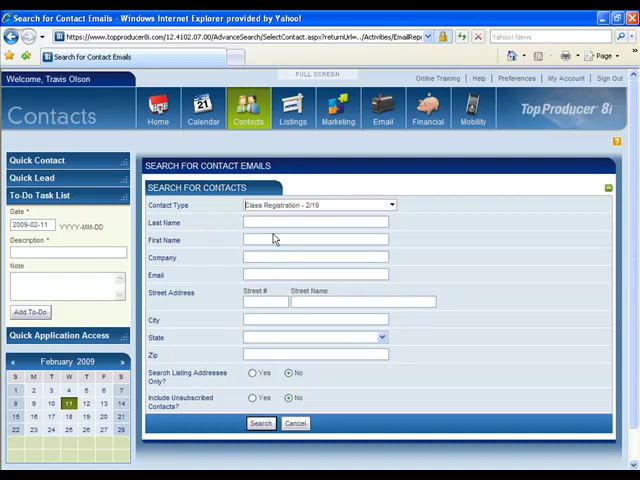 Search for Contact Emails - Windows Internet Explorer provided by Yahoo!
https://www.topproducer8i.com/12.4102.07.00/AdvanceSearch/SelectContact.aspx?returnUrl=../Activities/EmailRepo
Yahoo! News
Search for Contact Emails
Page
FULL SCREEN
Welcome, Travis Olson
Online Training | Help | Preferences | My Account | Sign Out
Contacts
Home
Calendar
Contacts
Listings
Marketing
Email
Financial
Mobility
TopProducer 8i
Quick Contact
Quick Lead
To-Do Task List
Date *
2009-02-11 YYYY-MM-DD
Description *
Note
Add To-Do
Quick Application Access
« February 2009 »
S M T W T F S
1 2 3 4 5 6 7
8 9 10 11 12 13 14
15 16 17 18 19 20 21
22 23 24 25 26 27 28
SEARCH FOR CONTACT EMAILS
SEARCH FOR CONTACTS
Contact Type Class Registration - 2/19
Last Name
First Name
Company
Email
Street Address Street # Street Name
City
State
Zip
Search Listing Addresses Only? Yes No
Include Unsubscribed Contacts? Yes No
Search Cancel